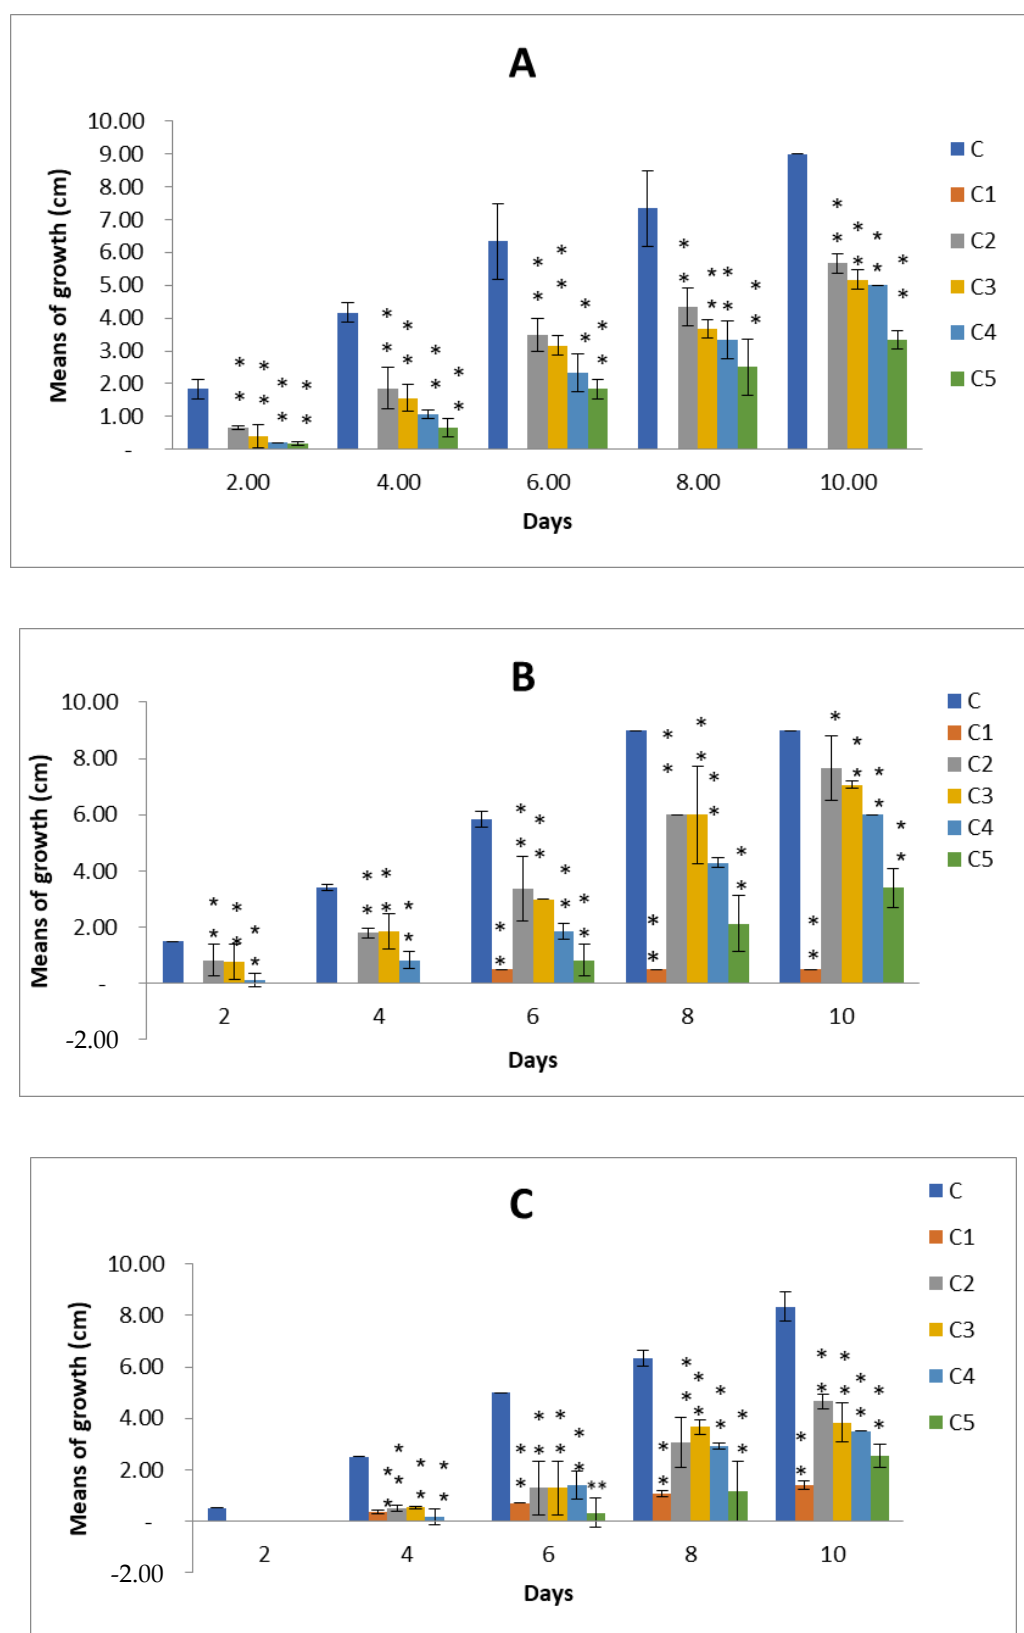 A
10.00
9.00
8.00
7.00
6.00
5.00
4.00
3.00
2.00
1.00
-
Means of growth (cm)
2.00 4.00 6.00 8.00 10.00
Days
C
C1
C2
C3
C4
C5
* * * * * * * *
* * * * * * * *
* * * * * * * *
* * * * * * * *
* * * * * * * *
B
10.00
8.00
6.00
4.00
2.00
-
-2.00
Means of growth (cm)
2 4 6 8 10
Days
C
C1
C2
C3
C4
C5
* * * * * *
* * * * * *
* * * * * * * * * *
* * * * * * * * * *
* * * * * * * * *
C
10.00
8.00
6.00
4.00
2.00
-
-2.00
Means of growth (cm)
2 4 6 8 10
Days
C
C1
C2
C3
C4
C5
* * * * * * * *
* * * * * * * * **
* * * * * * * * * *
* * * * * * * * * *